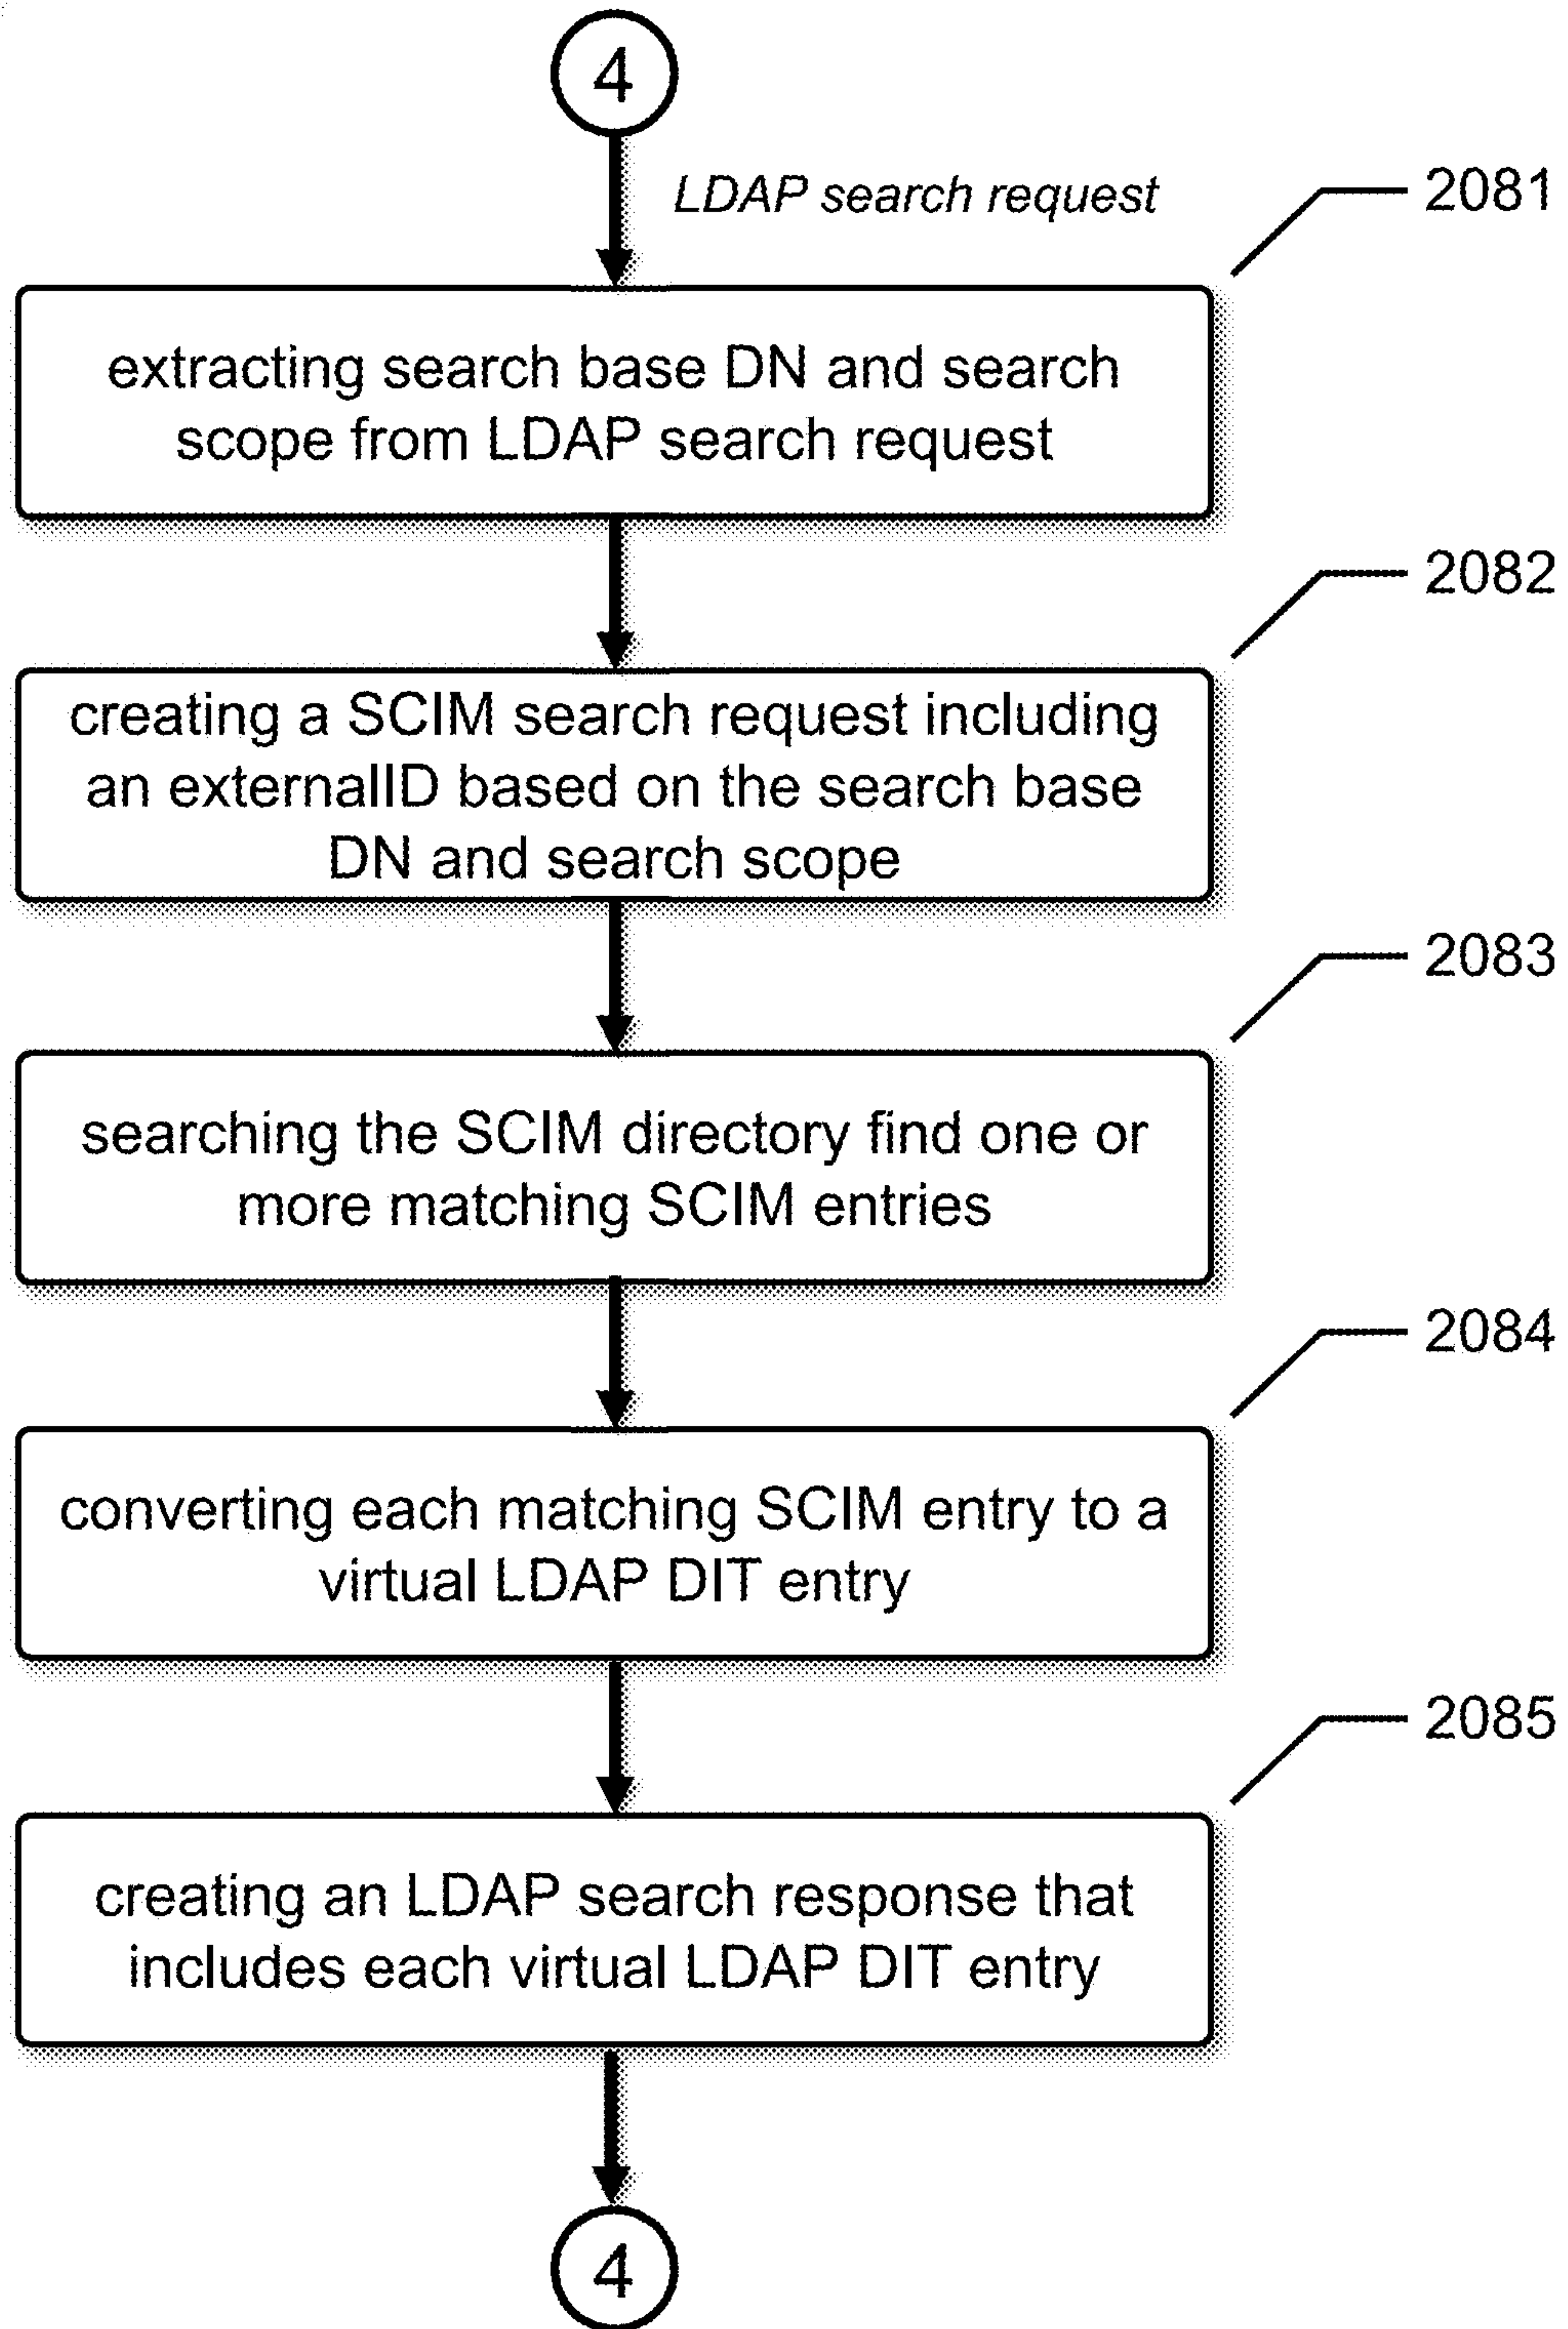 4
LDAP search request
2081
extracting search base DN and search
scope from LDAP search request
2082
creating a SCIM search request including
an externalID based on the search base
DN and search scope
2083
searching the SCIM directory find one or
more matching SCIM entries
2084
converting each matching SCIM entry to a
virtual LDAP DIT entry
2085
creating an LDAP search response that
includes each virtual LDAP DIT entry
4